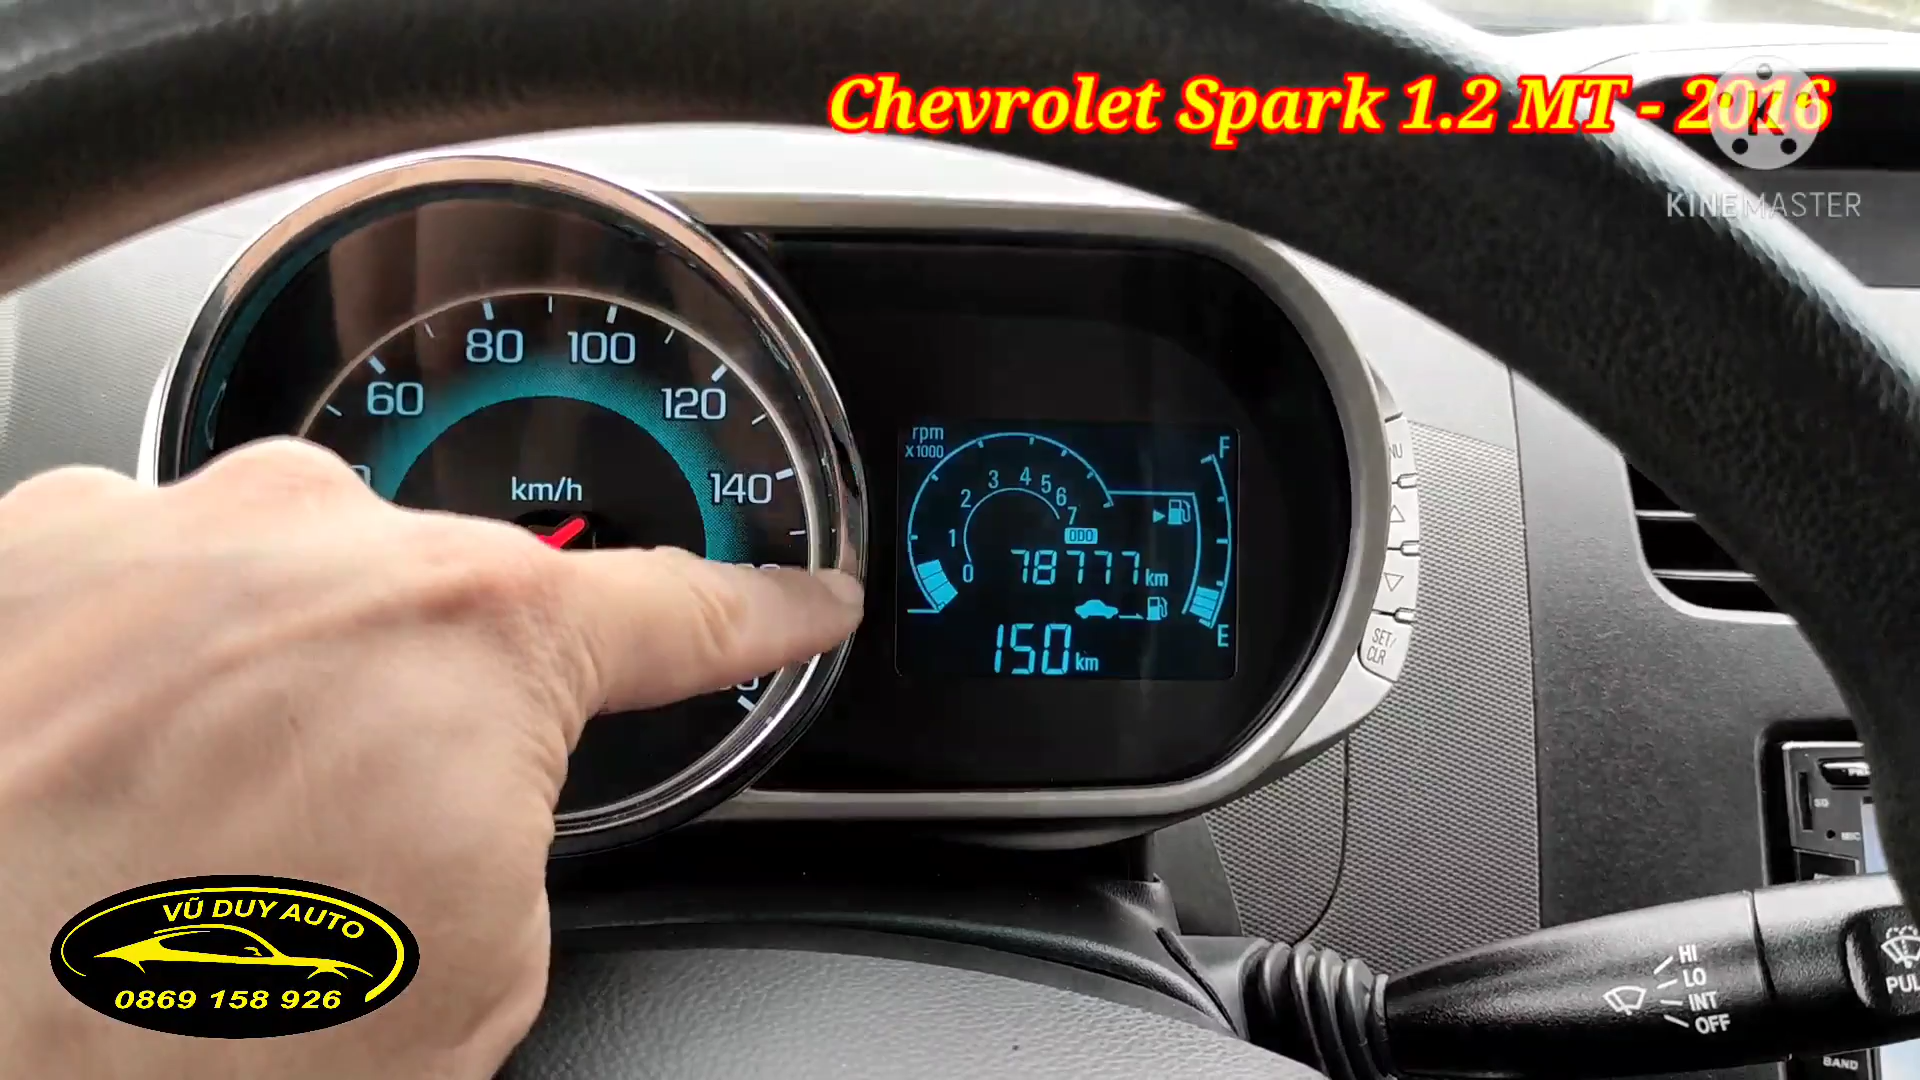 Chevrolet Spark 1.2 MT - 2016
KINEMASTER
80
100
60
120
140
km/h
rpm
X1000
0
1
2
3
4
5
6
7
F
ODO
78777 km
150 km
E
SET/
CLR
HI
LO
INT
OFF
VŨ DUY AUTO
0869 158 926
SD
MIC
BAND